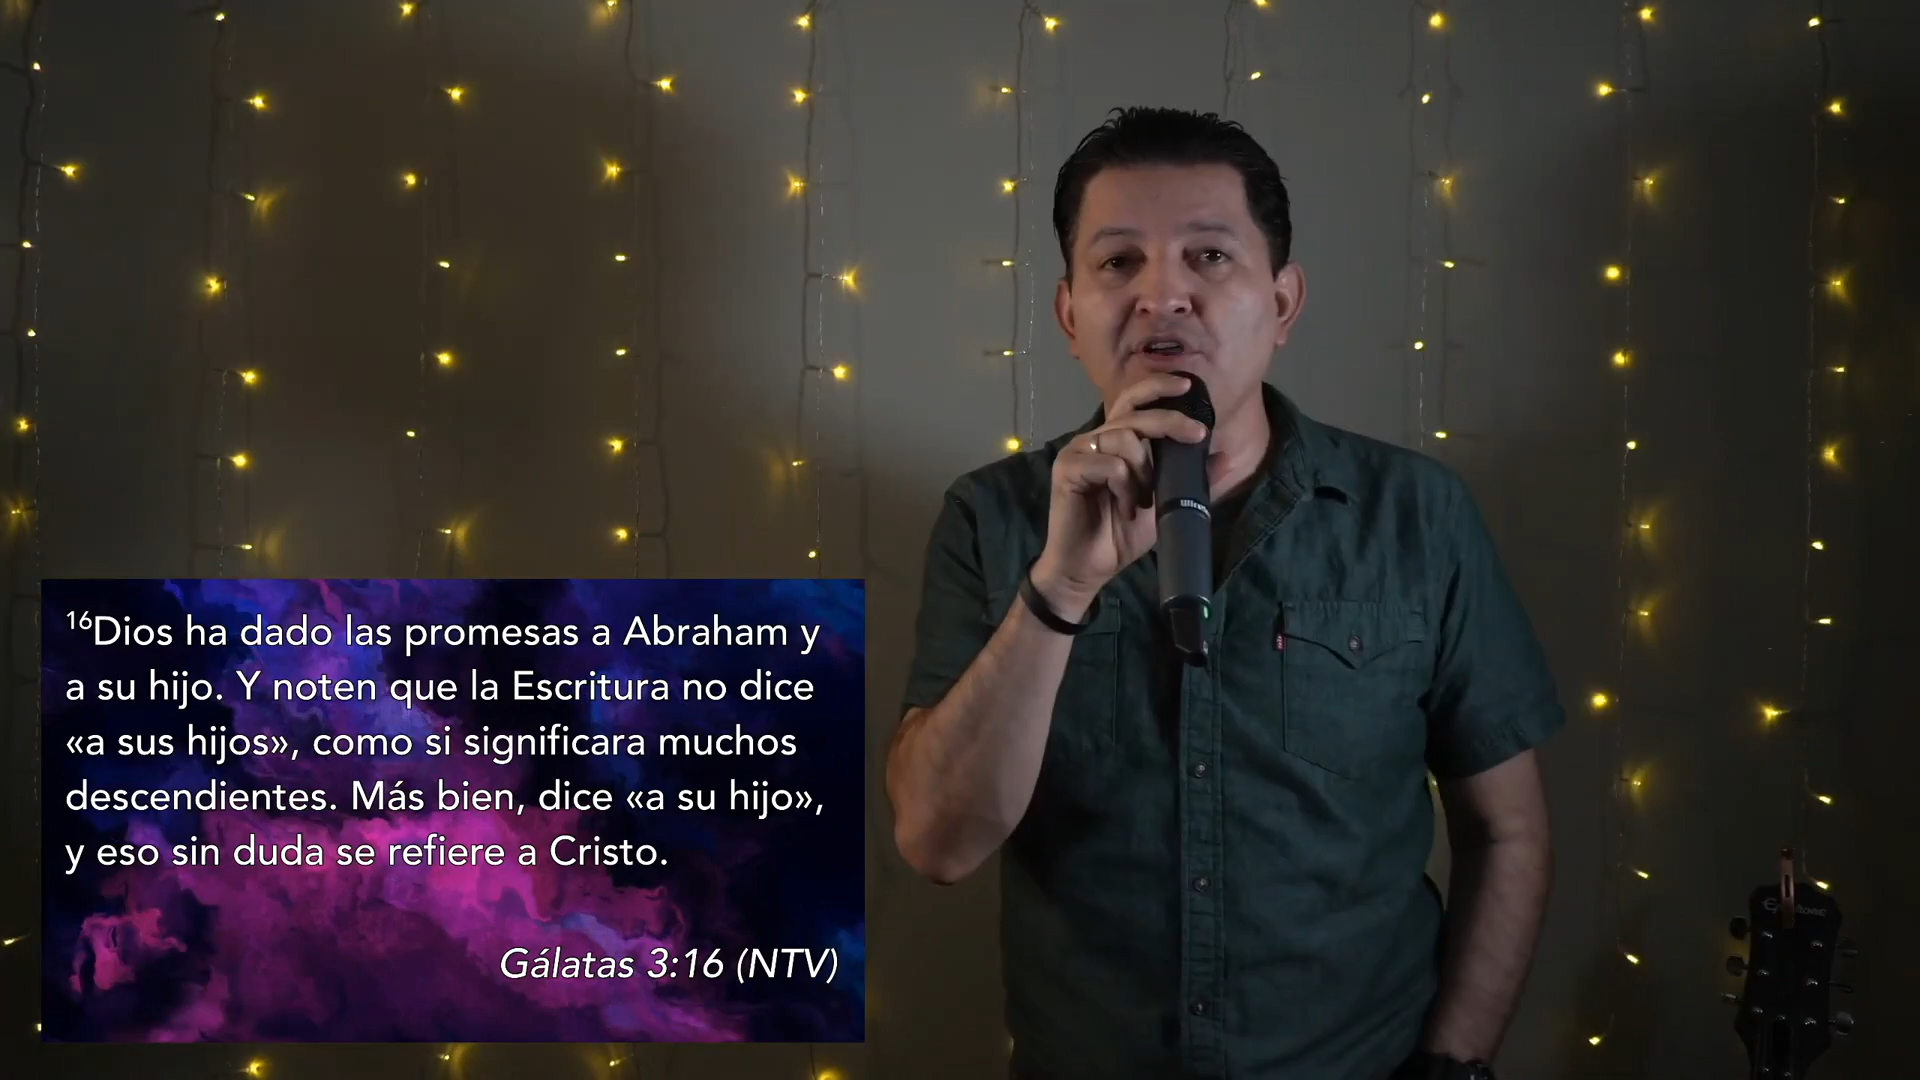 ¹⁶Dios ha dado las promesas a Abraham y
a su hijo. Y noten que la Escritura no dice
«a sus hijos», como si significara muchos
descendientes. Más bien, dice «a su hijo»,
y eso sin duda se refiere a Cristo.
Gálatas 3:16 (NTV)
Epiphone